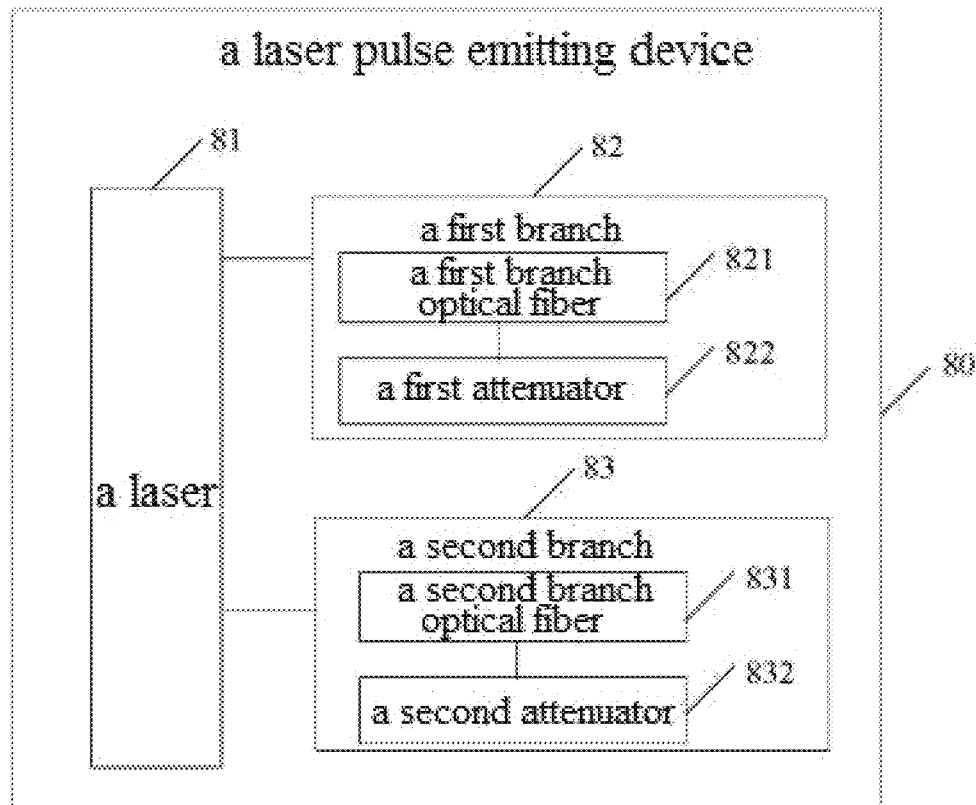 a laser pulse emitting device
81
82
a first branch
a first branch
optical fiber
821
a first attenuator
822
80
a laser
83
a second branch
a second branch
optical fiber
831
a second attenuator
832